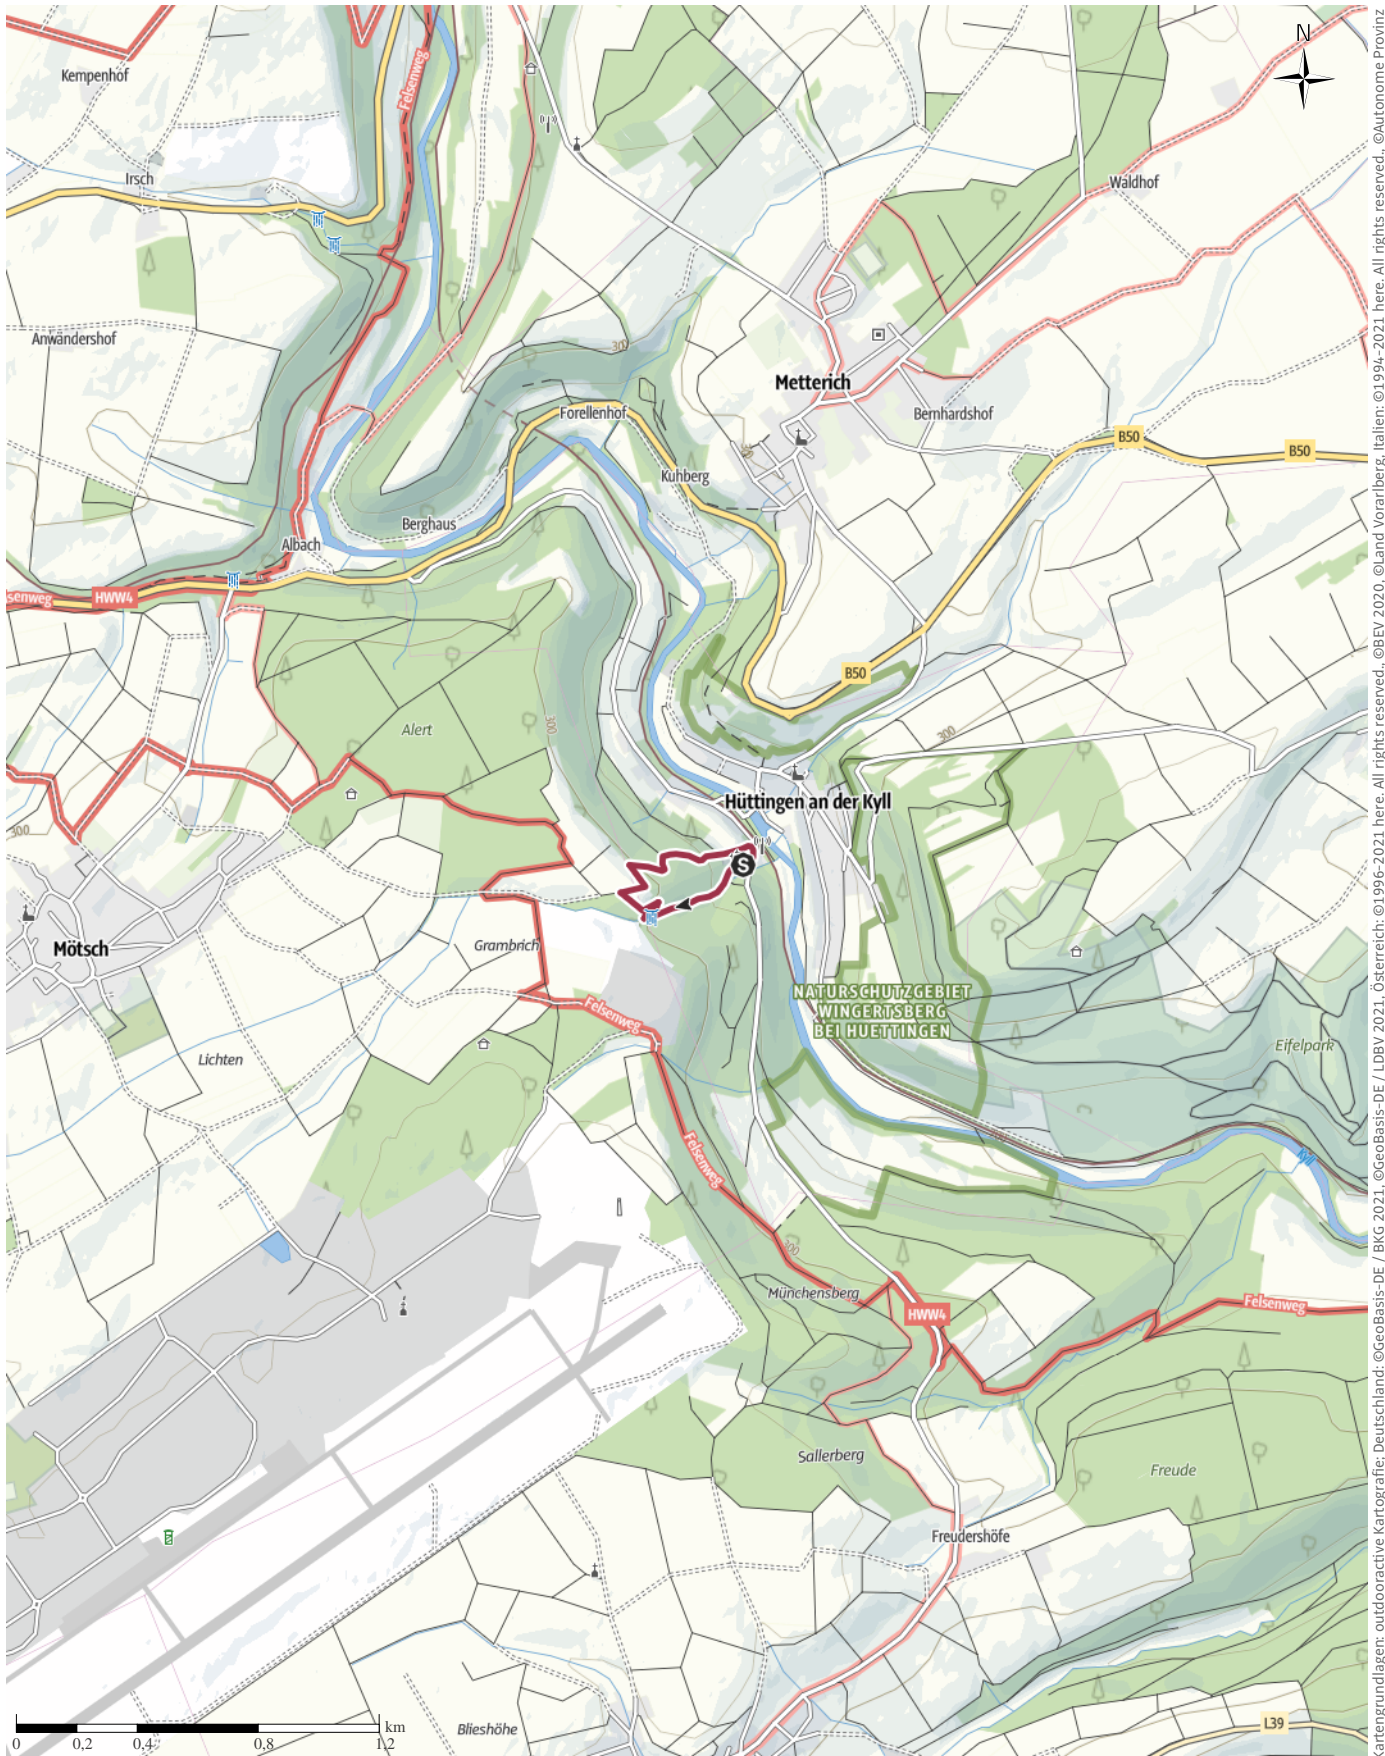 N
Kempenhof
Felsenweg
Irsch
Waldhof
Anwandershof
300
Metterich
Forellenhof
Bernhardshof
B50
B50
Kuhberg
Berghaus
Albach
senweg
HWW4
B50
300
Alert
300
Hüttingen an der Kyll
300
S
Mötsch
Grambrich
NATURSCHUTZGEBIET
WINGERTSBERG
BEI HUETTINGEN
Felsenweg
Lichten
Eifelpark
Felsenweg
Kyll
300
Münchensberg
HWW4
Felsenweg
Sallerberg
Freude
Freudershöfe
Blieshöhe
L39
km
0
0,2
0,4
0,8
1,2
artengrundlagen: outdooractive Kartografie; Deutschland: ©GeoBasis-DE / BKG 2021, ©GeoBasis-DE / LDBV 2021, Österreich: ©1996-2021 here. All rights reserved., ©BEV 2020, ©Land Vorarlberg, Italien: ©1994-2021 here. All rights reserved., ©Autonome Provinz